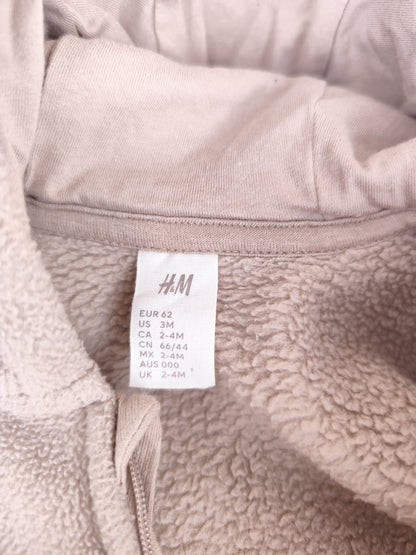 H&M
EUR 62
US 3M
CA 2-4M
CN 66/44
MX 2-4M
AUS 000
UK 2-4M